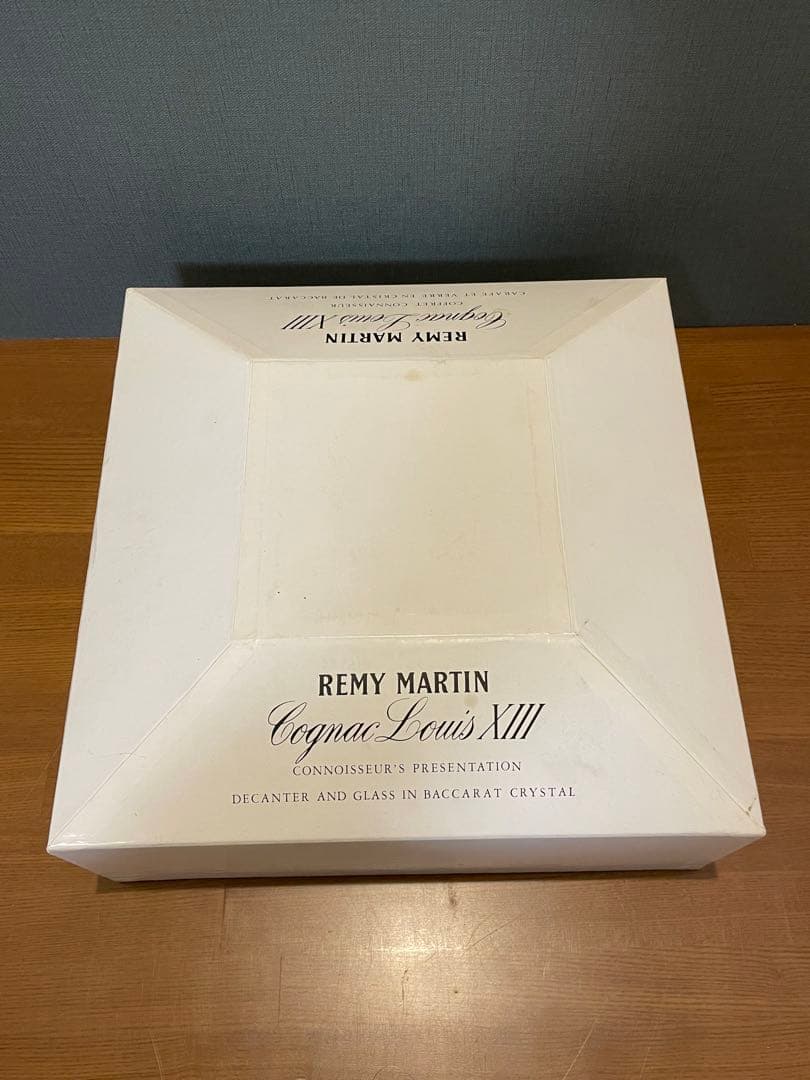 REMY MARTIN
Cognac Louis XIII
COFFRET CONNAISSEUR
CARAFE ET VERRE EN CRISTAL DE BACCARAT
REMY MARTIN
Cognac Louis XIII
CONNOISSEUR'S PRESENTATION
DECANTER AND GLASS IN BACCARAT CRYSTAL